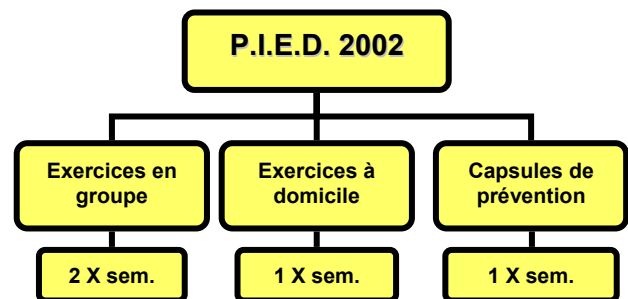 P.I.E.D. 2002
Exercices en
groupe
Exercices à
domicile
Capsules de
prévention
2 X sem.
1 X sem.
1 X sem.